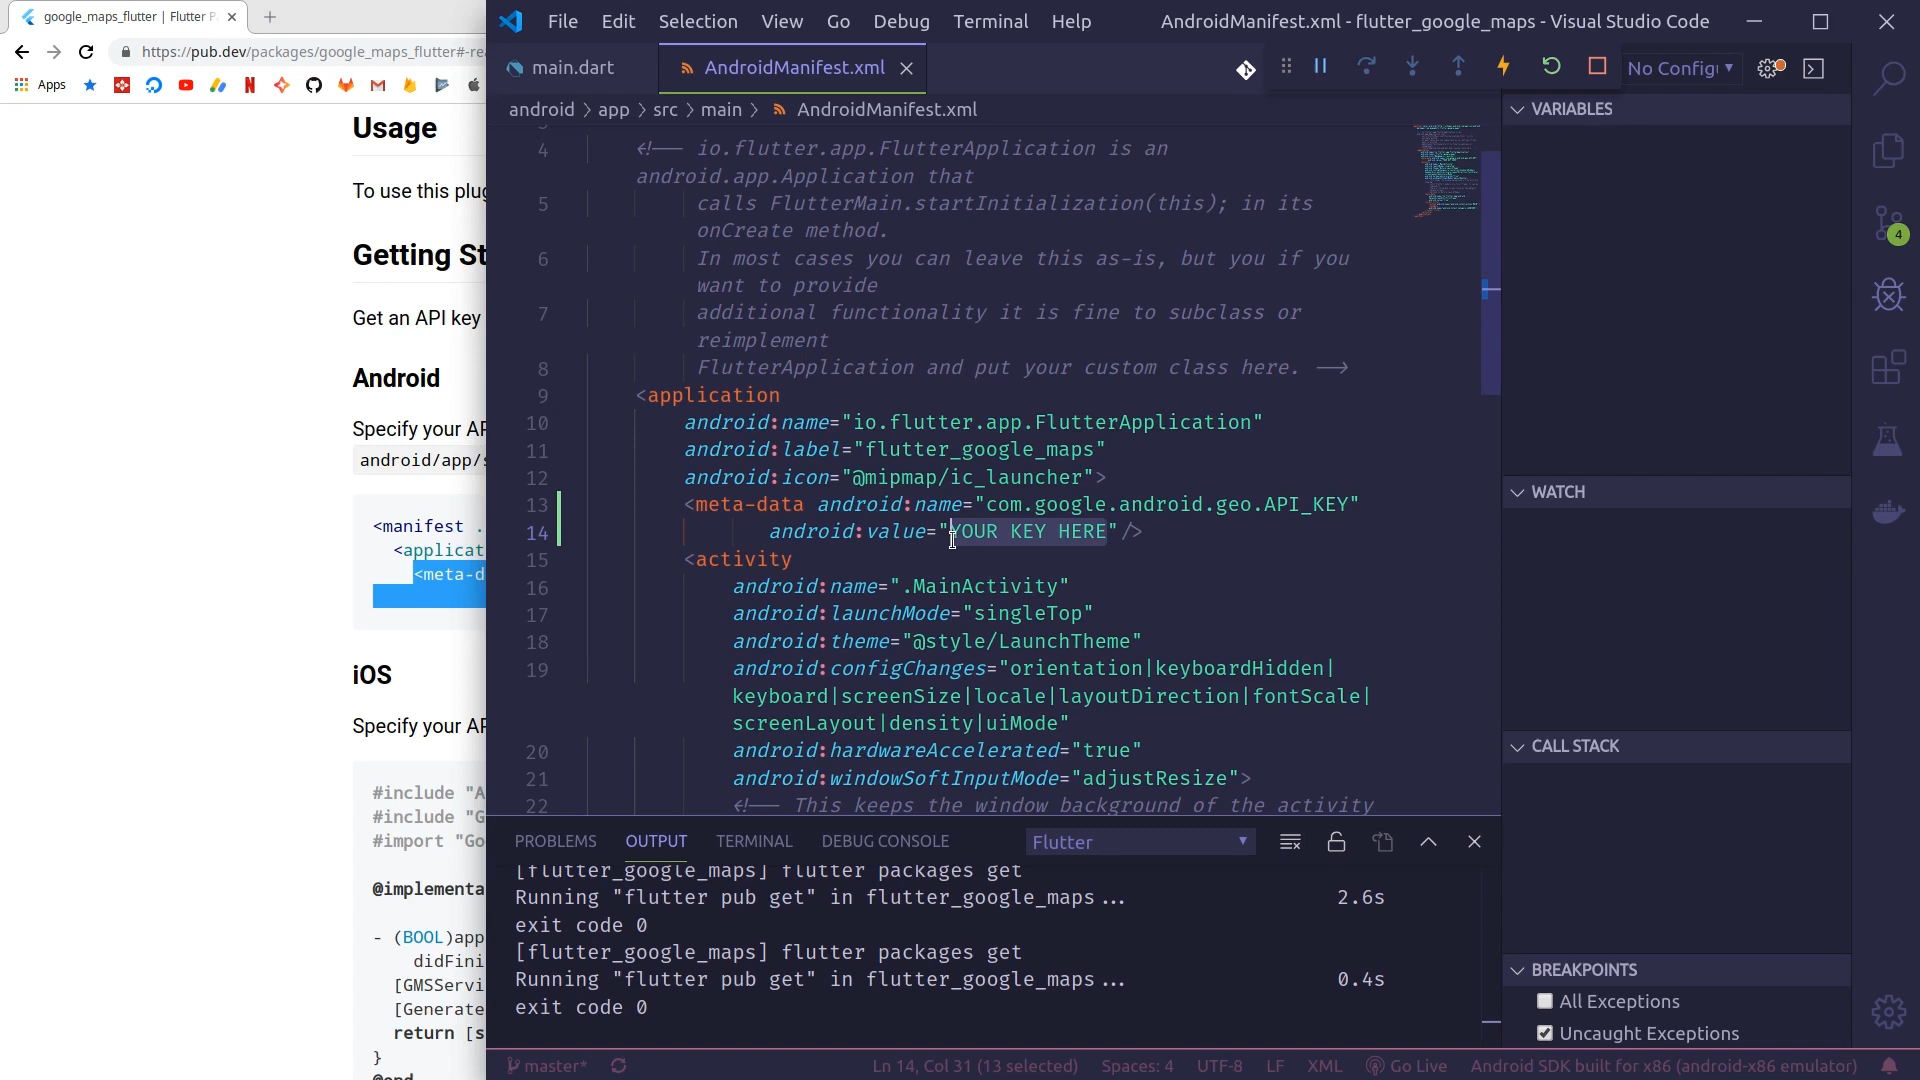 google_maps_flutter | Flutter P
https://pub.dev/packages/google_maps_flutter#-rea
Apps
Usage
To use this plug
Getting St
Get an API key
Android
Specify your AP
android/app/s
<manifest .
<applicat
<meta-d
iOS
Specify your AP
#include "A
#include "G
#import "Go
@implementa
- (BOOL)app
didFini
[GMSServi
[Generate
return [s
}
@end
File Edit Selection View Go Debug Terminal Help
AndroidManifest.xml - flutter_google_maps - Visual Studio Code
main.dart
AndroidManifest.xml
No Config
android > app > src > main > AndroidManifest.xml
4 <!-- io.flutter.app.FlutterApplication is an
android.app.Application that
5 calls FlutterMain.startInitialization(this); in its
onCreate method.
6 In most cases you can leave this as-is, but you if you
want to provide
7 additional functionality it is fine to subclass or
reimplement
8 FlutterApplication and put your custom class here. -->
9 <application
10 android:name="io.flutter.app.FlutterApplication"
11 android:label="flutter_google_maps"
12 android:icon="@mipmap/ic_launcher">
13 <meta-data android:name="com.google.android.geo.API_KEY"
14 android:value="YOUR KEY HERE"/>
15 <activity
16 android:name=".MainActivity"
17 android:launchMode="singleTop"
18 android:theme="@style/LaunchTheme"
19 android:configChanges="orientation|keyboardHidden|
keyboard|screenSize|locale|layoutDirection|fontScale|
screenLayout|density|uiMode"
20 android:hardwareAccelerated="true"
21 android:windowSoftInputMode="adjustResize">
22 <!-- This keeps the window background of the activity
PROBLEMS OUTPUT TERMINAL DEBUG CONSOLE
Flutter
[flutter_google_maps] flutter packages get
Running "flutter pub get" in flutter_google_maps... 2.6s
exit code 0
[flutter_google_maps] flutter packages get
Running "flutter pub get" in flutter_google_maps... 0.4s
exit code 0
VARIABLES
WATCH
CALL STACK
BREAKPOINTS
All Exceptions
Uncaught Exceptions
4
master*
Ln 14, Col 31 (13 selected)
Spaces: 4
UTF-8
LF
XML
Go Live
Android SDK built for x86 (android-x86 emulator)